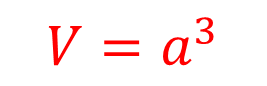 V = a³